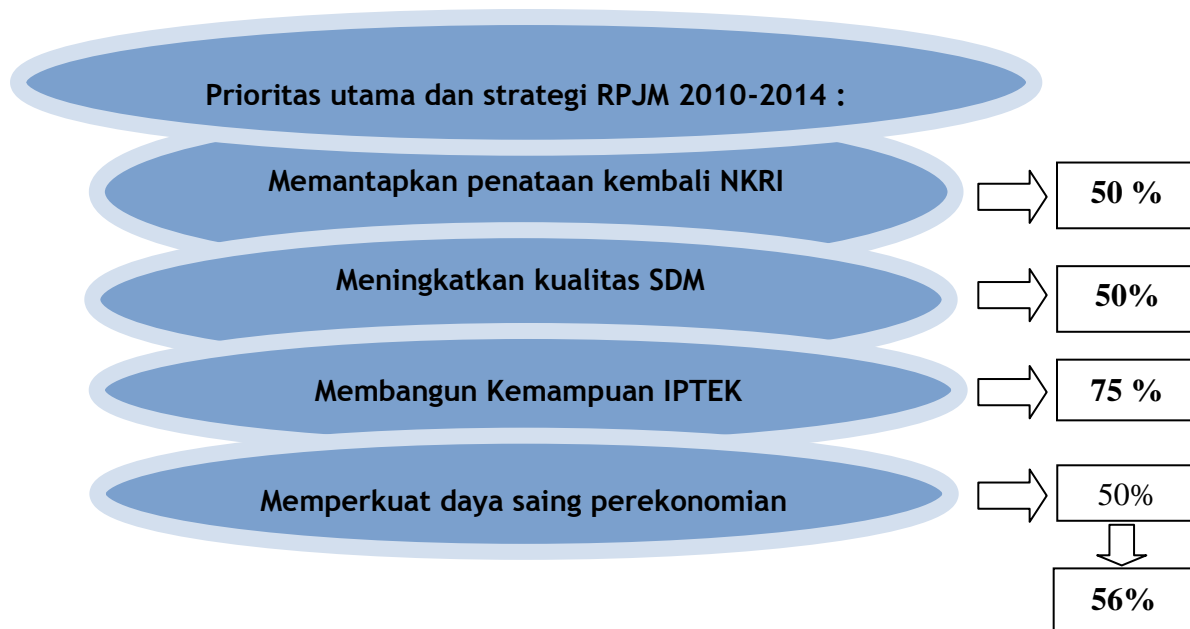 Prioritas utama dan strategi RPJM 2010-2014 :
Memantapkan penataan kembali NKRI
50 %
Meningkatkan kualitas SDM
50%
Membangun Kemampuan IPTEK
75 %
Memperkuat daya saing perekonomian
50%
56%